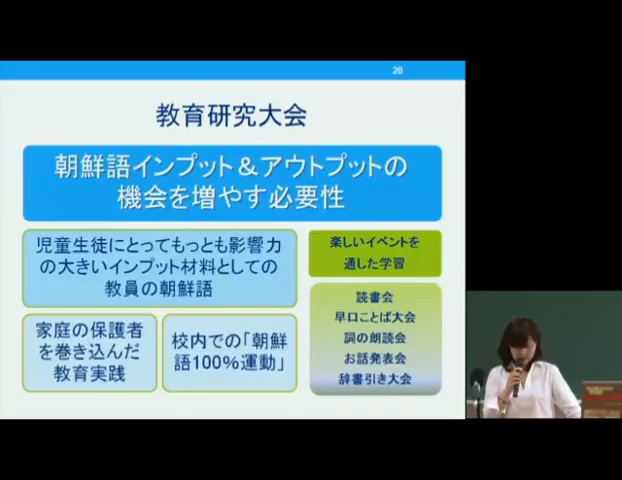 20
教育研究大会
朝鮮語インプット＆アウトプットの
機会を増やす必要性
児童生徒にとってもっとも影響力
の大きいインプット材料としての
教員の朝鮮語
家庭の保護者
を巻き込んだ
教育実践
校内での「朝鮮
語100%運動」
楽しいイベントを
通した学習
読書会
早口ことば大会
詞の朗読会
お話発表会
辞書引き大会